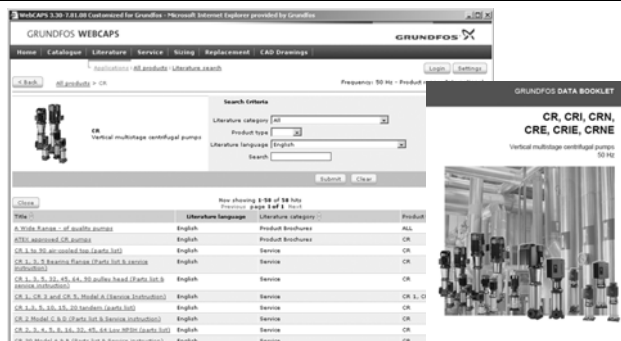 WebCAPS 3.30-7.01.08 Customized for Grundfos - Microsoft Internet Explorer provided by Grundfos
GRUNDFOS WEBCAPS
GRUNDFOS
Home Catalogue Literature Service Sizing Replacement CAD Drawings
Applications All products Literature search
Login Settings
< Back All products > CR
Frequency: 50 Hz - Product
Search Criteria
CR
Vertical multistage centrifugal pumps
Literature category All
Product type
Literature language English
Search
Submit Clear
Close
Now showing 1-58 of 58 hits
Previous page 1 of 1 Next
Title Literature language Literature category Product
A Wide Range - of quality pumps English Product Brochures ALL
ATEX approved CR pumps English Product Brochures CR
CR 1 to 90 air-cooled top (parts list) English Service CR
CR 1, 3, 5 Bearing flange (Parts list & service
instruction) English Service CR
CR 1, 3, 5, 32, 45, 64, 90 pulley head (Parts list &
service instruction) English Service CR
CR 1, CR 3 and CR 5, Model A (Service Instruction) English Service CR 1, C
CR 1,3, 5, 10, 15, 20 tandem (parts list) English Service CR
CR 2 Model C & D (Parts list & Service instruction) English Service CR
CR 2, 3, 4, 5, 8, 16, 32, 45, 64 Low NPSH (parts list) English Service CR
English Service CR
GRUNDFOS DATA BOOKLET
CR, CRI, CRN,
CRE, CRIE, CRNE
Vertical multistage centrifugal pumps
50 Hz